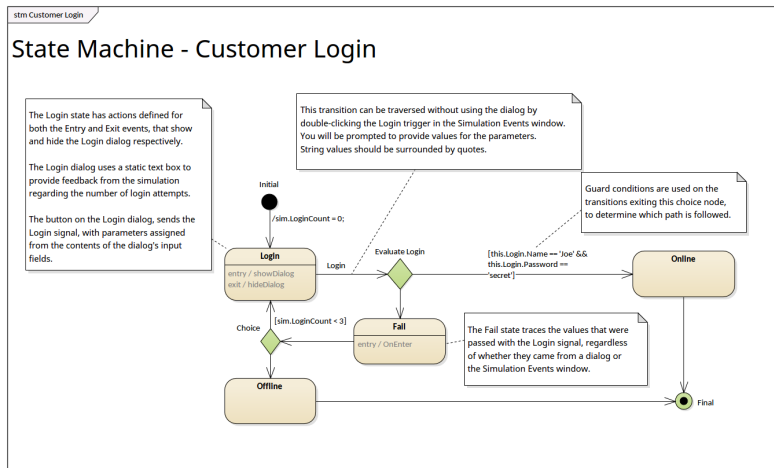 stm Customer Login
State Machine - Customer Login
The Login state has actions defined for
both the Entry and Exit events, that show
and hide the Login dialog respectively.
The Login dialog uses a static text box to
provide feedback from the simulation
regarding the number of login attempts.
The button on the Login dialog, sends the
Login signal, with parameters assigned
from the contents of the dialog's input
fields.
This transition can be traversed without using the dialog by
double-clicking the Login trigger in the Simulation Events window.
You will be prompted to provide values for the parameters.
String values should be surrounded by quotes.
Guard conditions are used on the
transitions exiting this choice node,
to determine which path is followed.
Initial
/sim.LoginCount = 0;
Login
entry / showDialog
exit / hideDialog
Login
Evaluate Login
[this.Login.Name == 'Joe' &&
this.Login.Password ==
'secret']
Online
[sim.LoginCount < 3]
Choice
Fail
entry / OnEnter
The Fail state traces the values that were
passed with the Login signal, regardless
of whether they came from a dialog or
the Simulation Events window.
Offline
Final